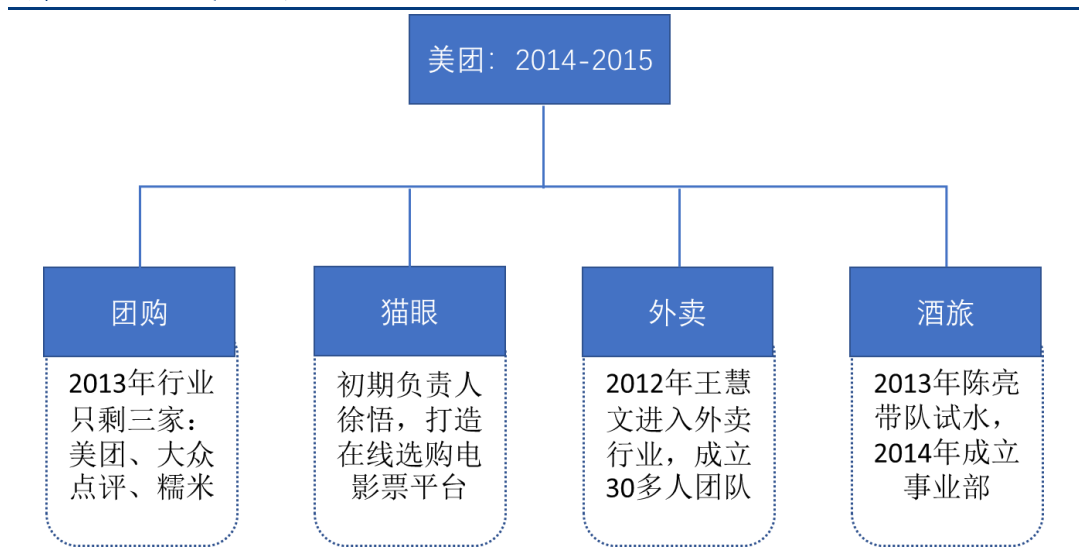 美团：2014-2015
团购
2013年行业
只剩三家：
美团、大众
点评、糯米
猫眼
初期负责人
徐悟，打造
在线选购电
影票平台
外卖
2012年王慧
文进入外卖
行业，成立
30多人团队
酒旅
2013年陈亮
带队试水，
2014年成立
事业部